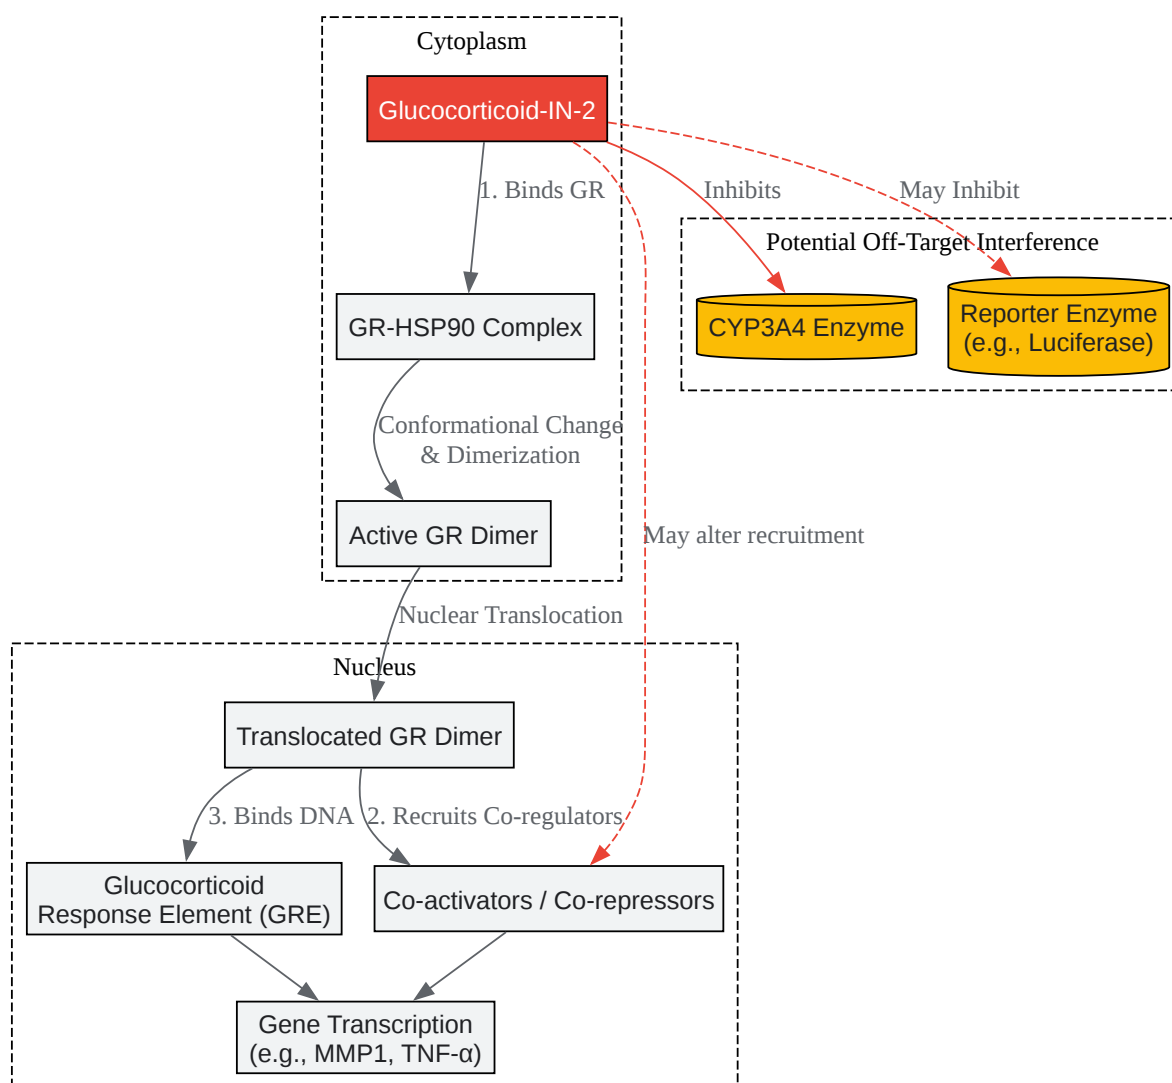 Cytoplasm
Glucocorticoid-IN-2
1. Binds GR
Inhibits
May Inhibit
Potential Off-Target Interference
GR-HSP90 Complex
CYP3A4 Enzyme
Reporter Enzyme
(e.g., Luciferase)
Conformational Change
& Dimerization
Active GR Dimer
May alter recruitment
Nuclear Translocation
Nucleus
Translocated GR Dimer
3. Binds DNA
2. Recruits Co-regulators
Glucocorticoid
Response Element (GRE)
Co-activators / Co-repressors
Gene Transcription
(e.g., MMP1, TNF-α)